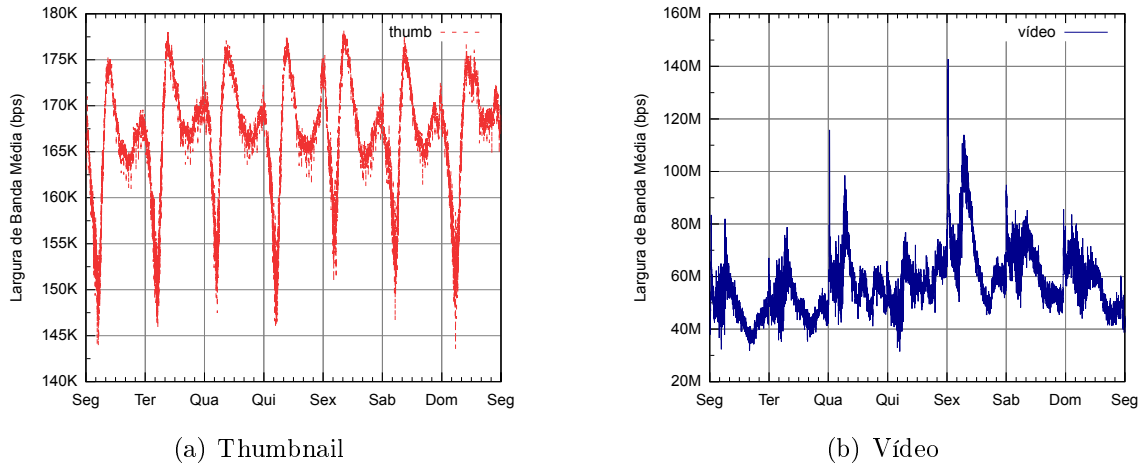 180K
175K
170K
165K
160K
155K
150K
145K
140K
Largura de Banda Média (bps)
thumb
Seg Ter Qua Qui Sex Sab Dom Seg
(a) Thumbnail
160M
140M
120M
100M
80M
60M
40M
20M
Largura de Banda Média (bps)
vídeo
Seg Ter Qua Qui Sex Sab Dom Seg
(b) Vídeo